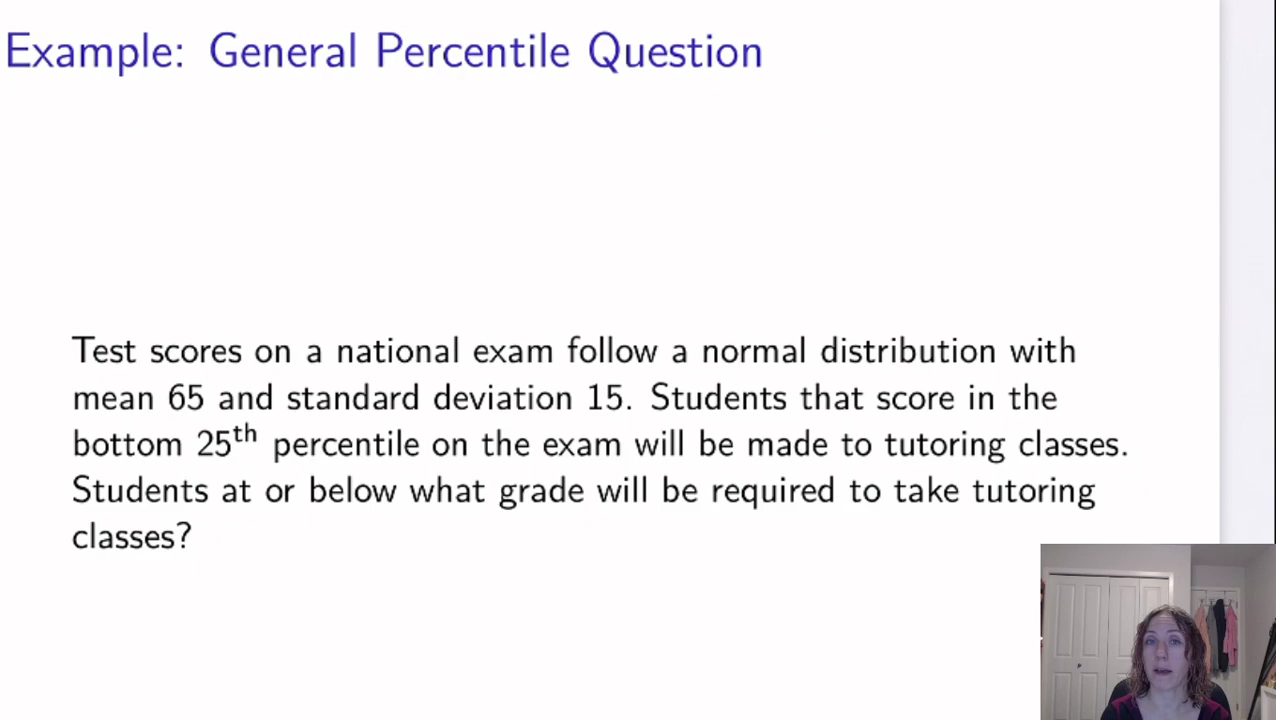 Example: General Percentile Question
Test scores on a national exam follow a normal distribution with
mean 65 and standard deviation 15. Students that score in the
bottom 25th percentile on the exam will be made to tutoring classes.
Students at or below what grade will be required to take tutoring
classes?